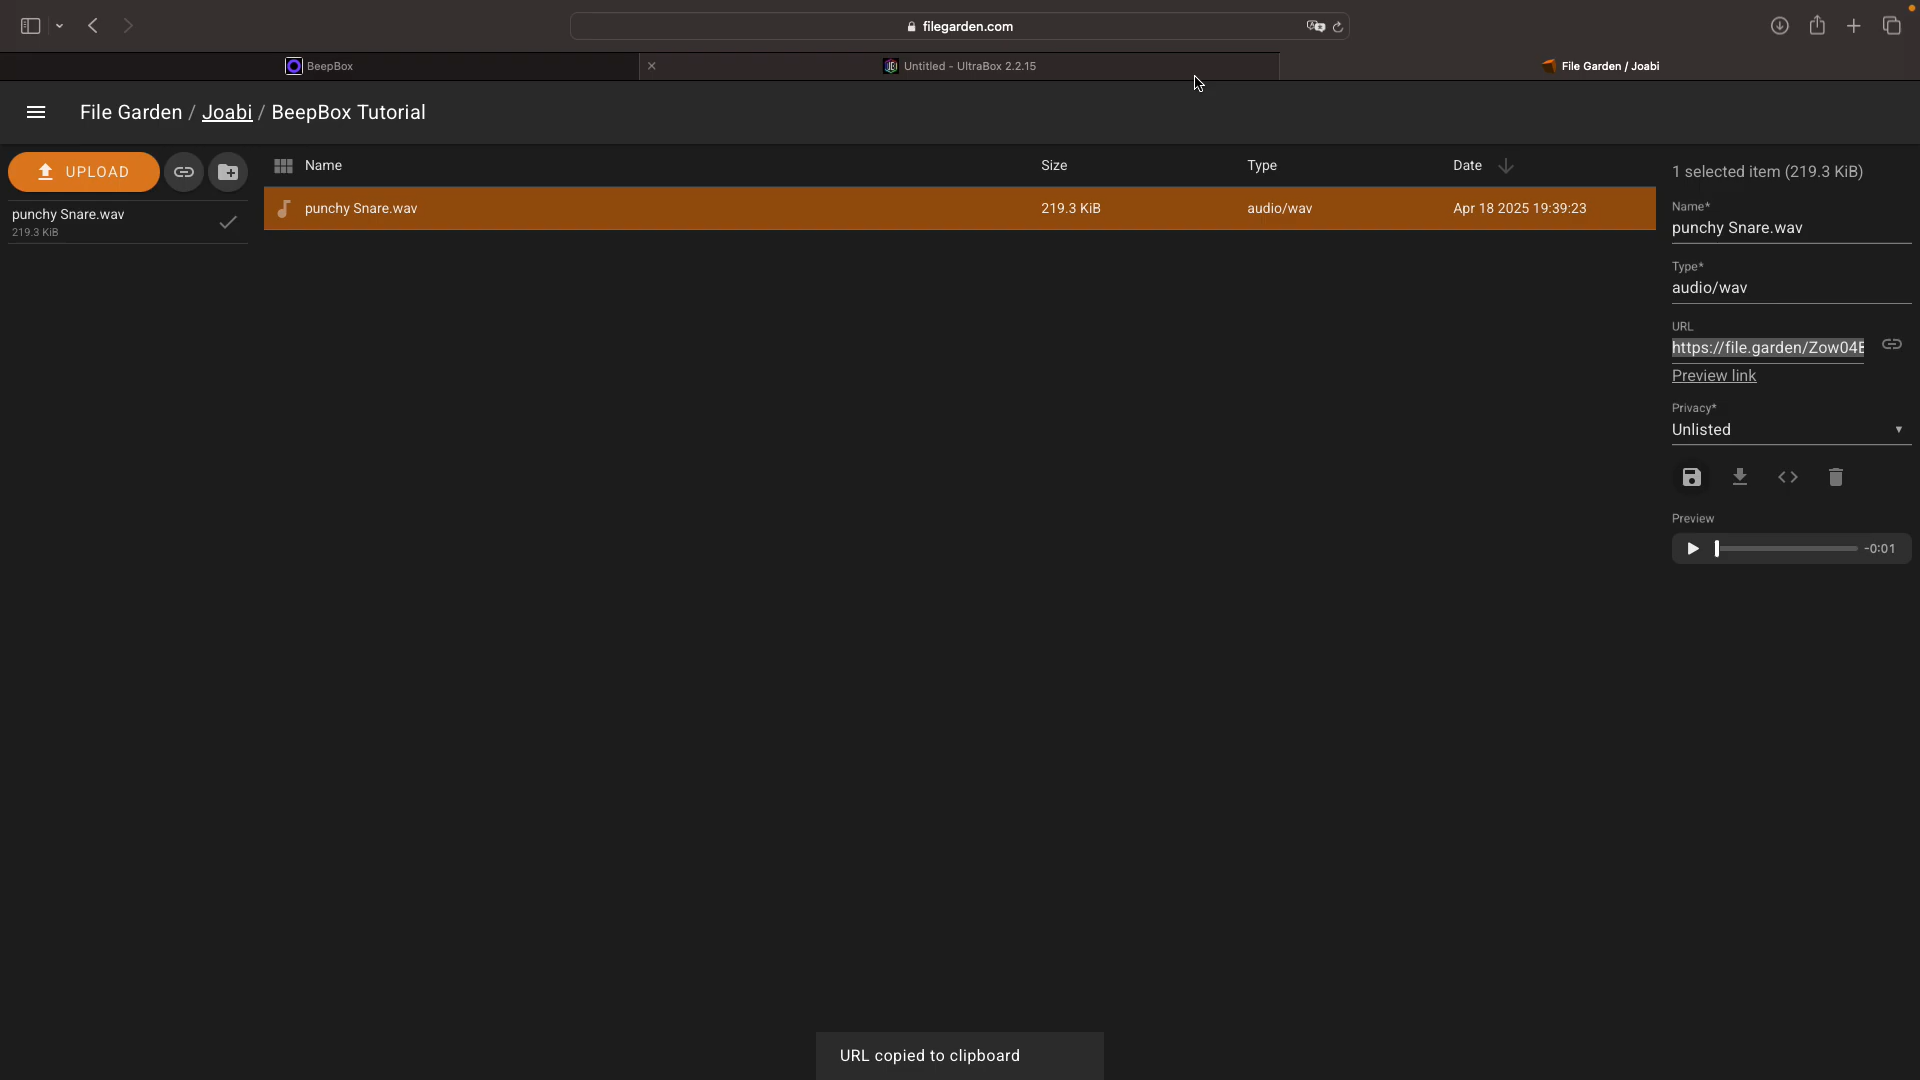 filegarden.com
BeepBox
Untitled - UltraBox 2.2.15
File Garden / Joabi
File Garden / Joabi / BeepBox Tutorial
UPLOAD
punchy Snare.wav
219.3 KiB
Name Size Type Date
punchy Snare.wav 219.3 KiB audio/wav Apr 18 2025 19:39:23
1 selected item (219.3 KiB)
Name*
punchy Snare.wav
Type*
audio/wav
URL
https://file.garden/Zow04E
Preview link
Privacy*
Unlisted
Preview
-0:01
URL copied to clipboard